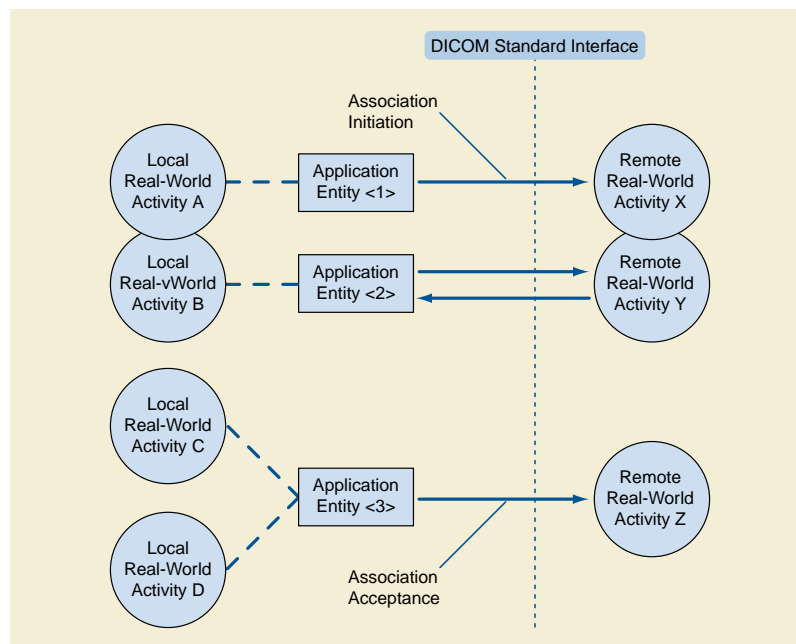 DICOM Standard Interface
Association
Initiation
Local
Real-World
Activity A
Application
Entity <1>
Remote
Real-World
Activity X
Local
Real-vWorld
Activity B
Application
Entity <2>
Remote
Real-World
Activity Y
Local
Real-World
Activity C
Application
Entity <3>
Remote
Real-World
Activity Z
Local
Real-World
Activity D
Association
Acceptance